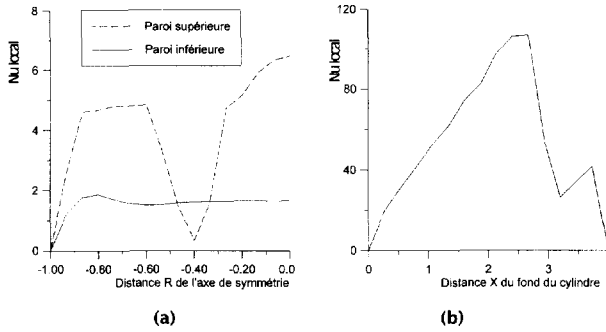 (a)
Paroi supérieure
Paroi inférieure
Nu local
8
6
4
2
0
-1.00
-0.80
-0.60
-0.40
-0.20
0.0
Distance R de l'axe de symétrie
(a)
(b)
Nu local
120
80
40
0
0
1
2
3
Distance X du fond du cylindre
(b)